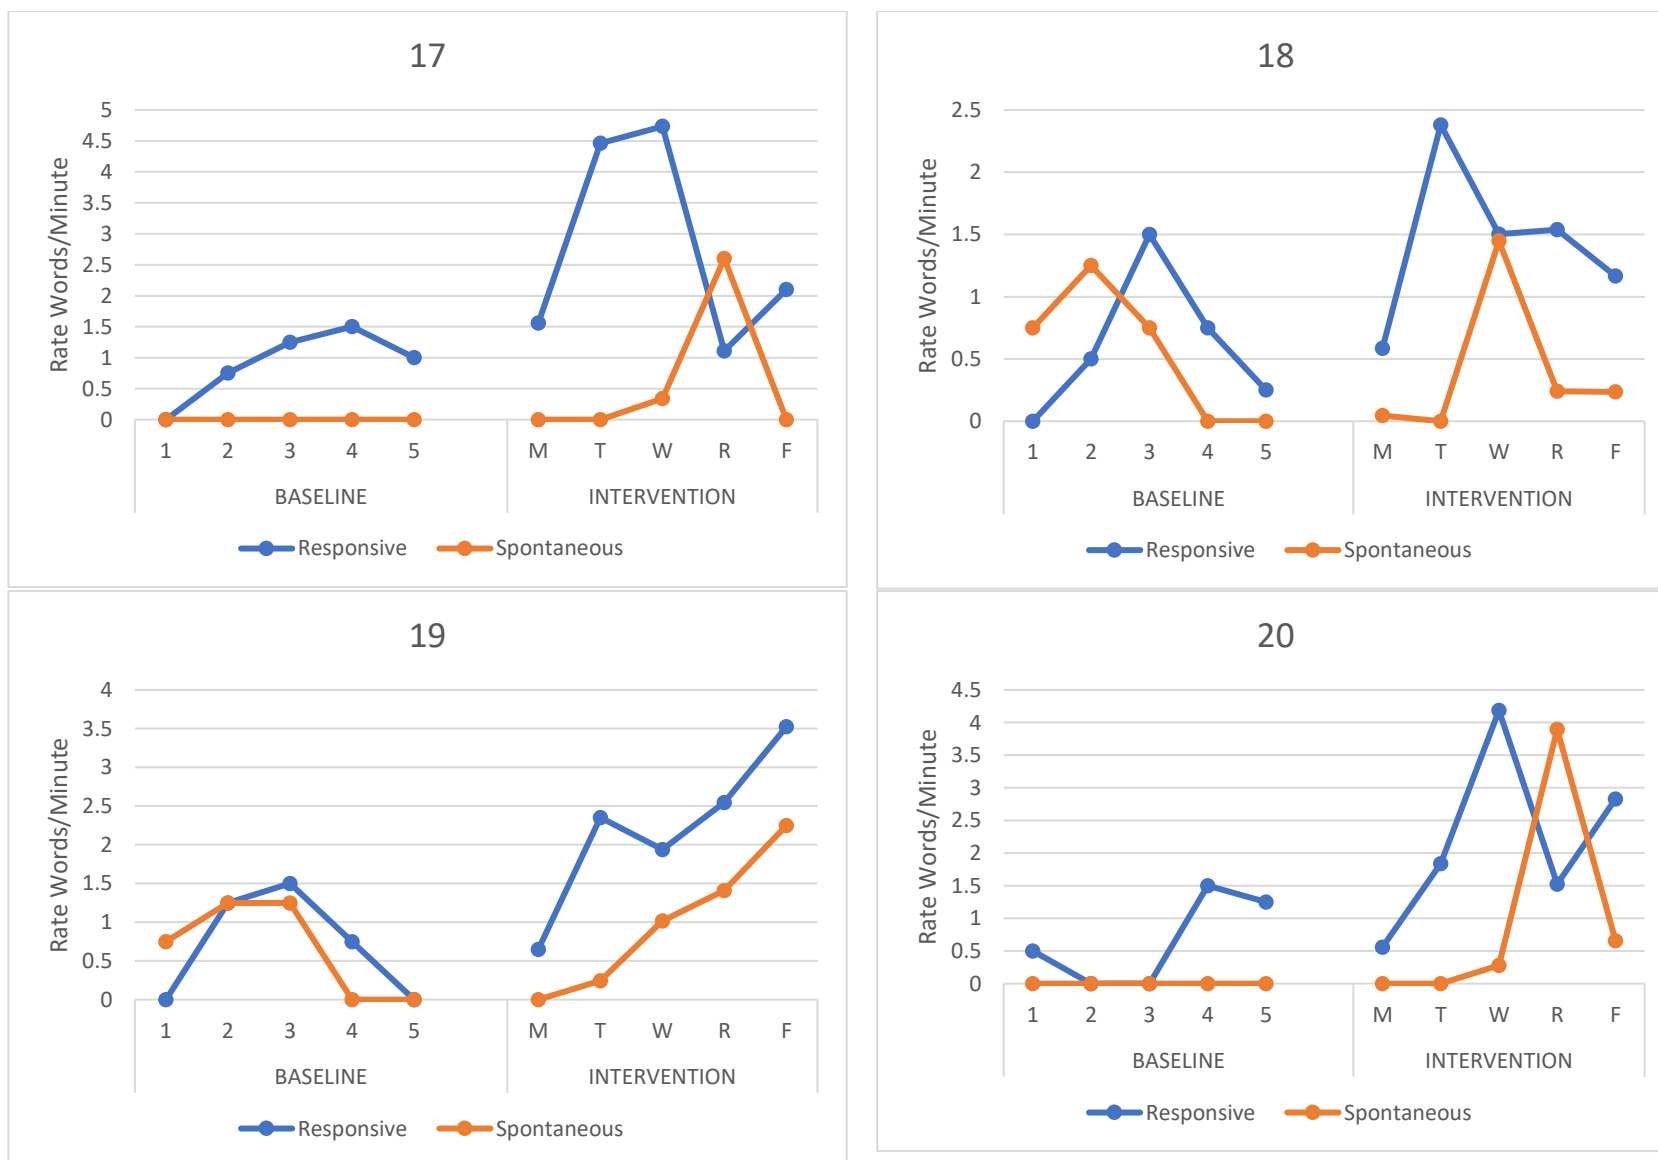 17
5
4.5
4
3.5
3
2.5
2
1.5
1
0.5
0
Rate Words/Minute
1 2 3 4 5 M T W R F
BASELINE INTERVENTION
Responsive Spontaneous
18
2.5
2
1.5
1
0.5
0
Rate Words/Minute
1 2 3 4 5 M T W R F
BASELINE INTERVENTION
Responsive Spontaneous
19
4
3.5
3
2.5
2
1.5
1
0.5
0
Rate Words/Minute
1 2 3 4 5 M T W R F
BASELINE INTERVENTION
Responsive Spontaneous
20
4.5
4
3.5
3
2.5
2
1.5
1
0.5
0
Rate Words/Minute
1 2 3 4 5 M T W R F
BASELINE INTERVENTION
Responsive Spontaneous